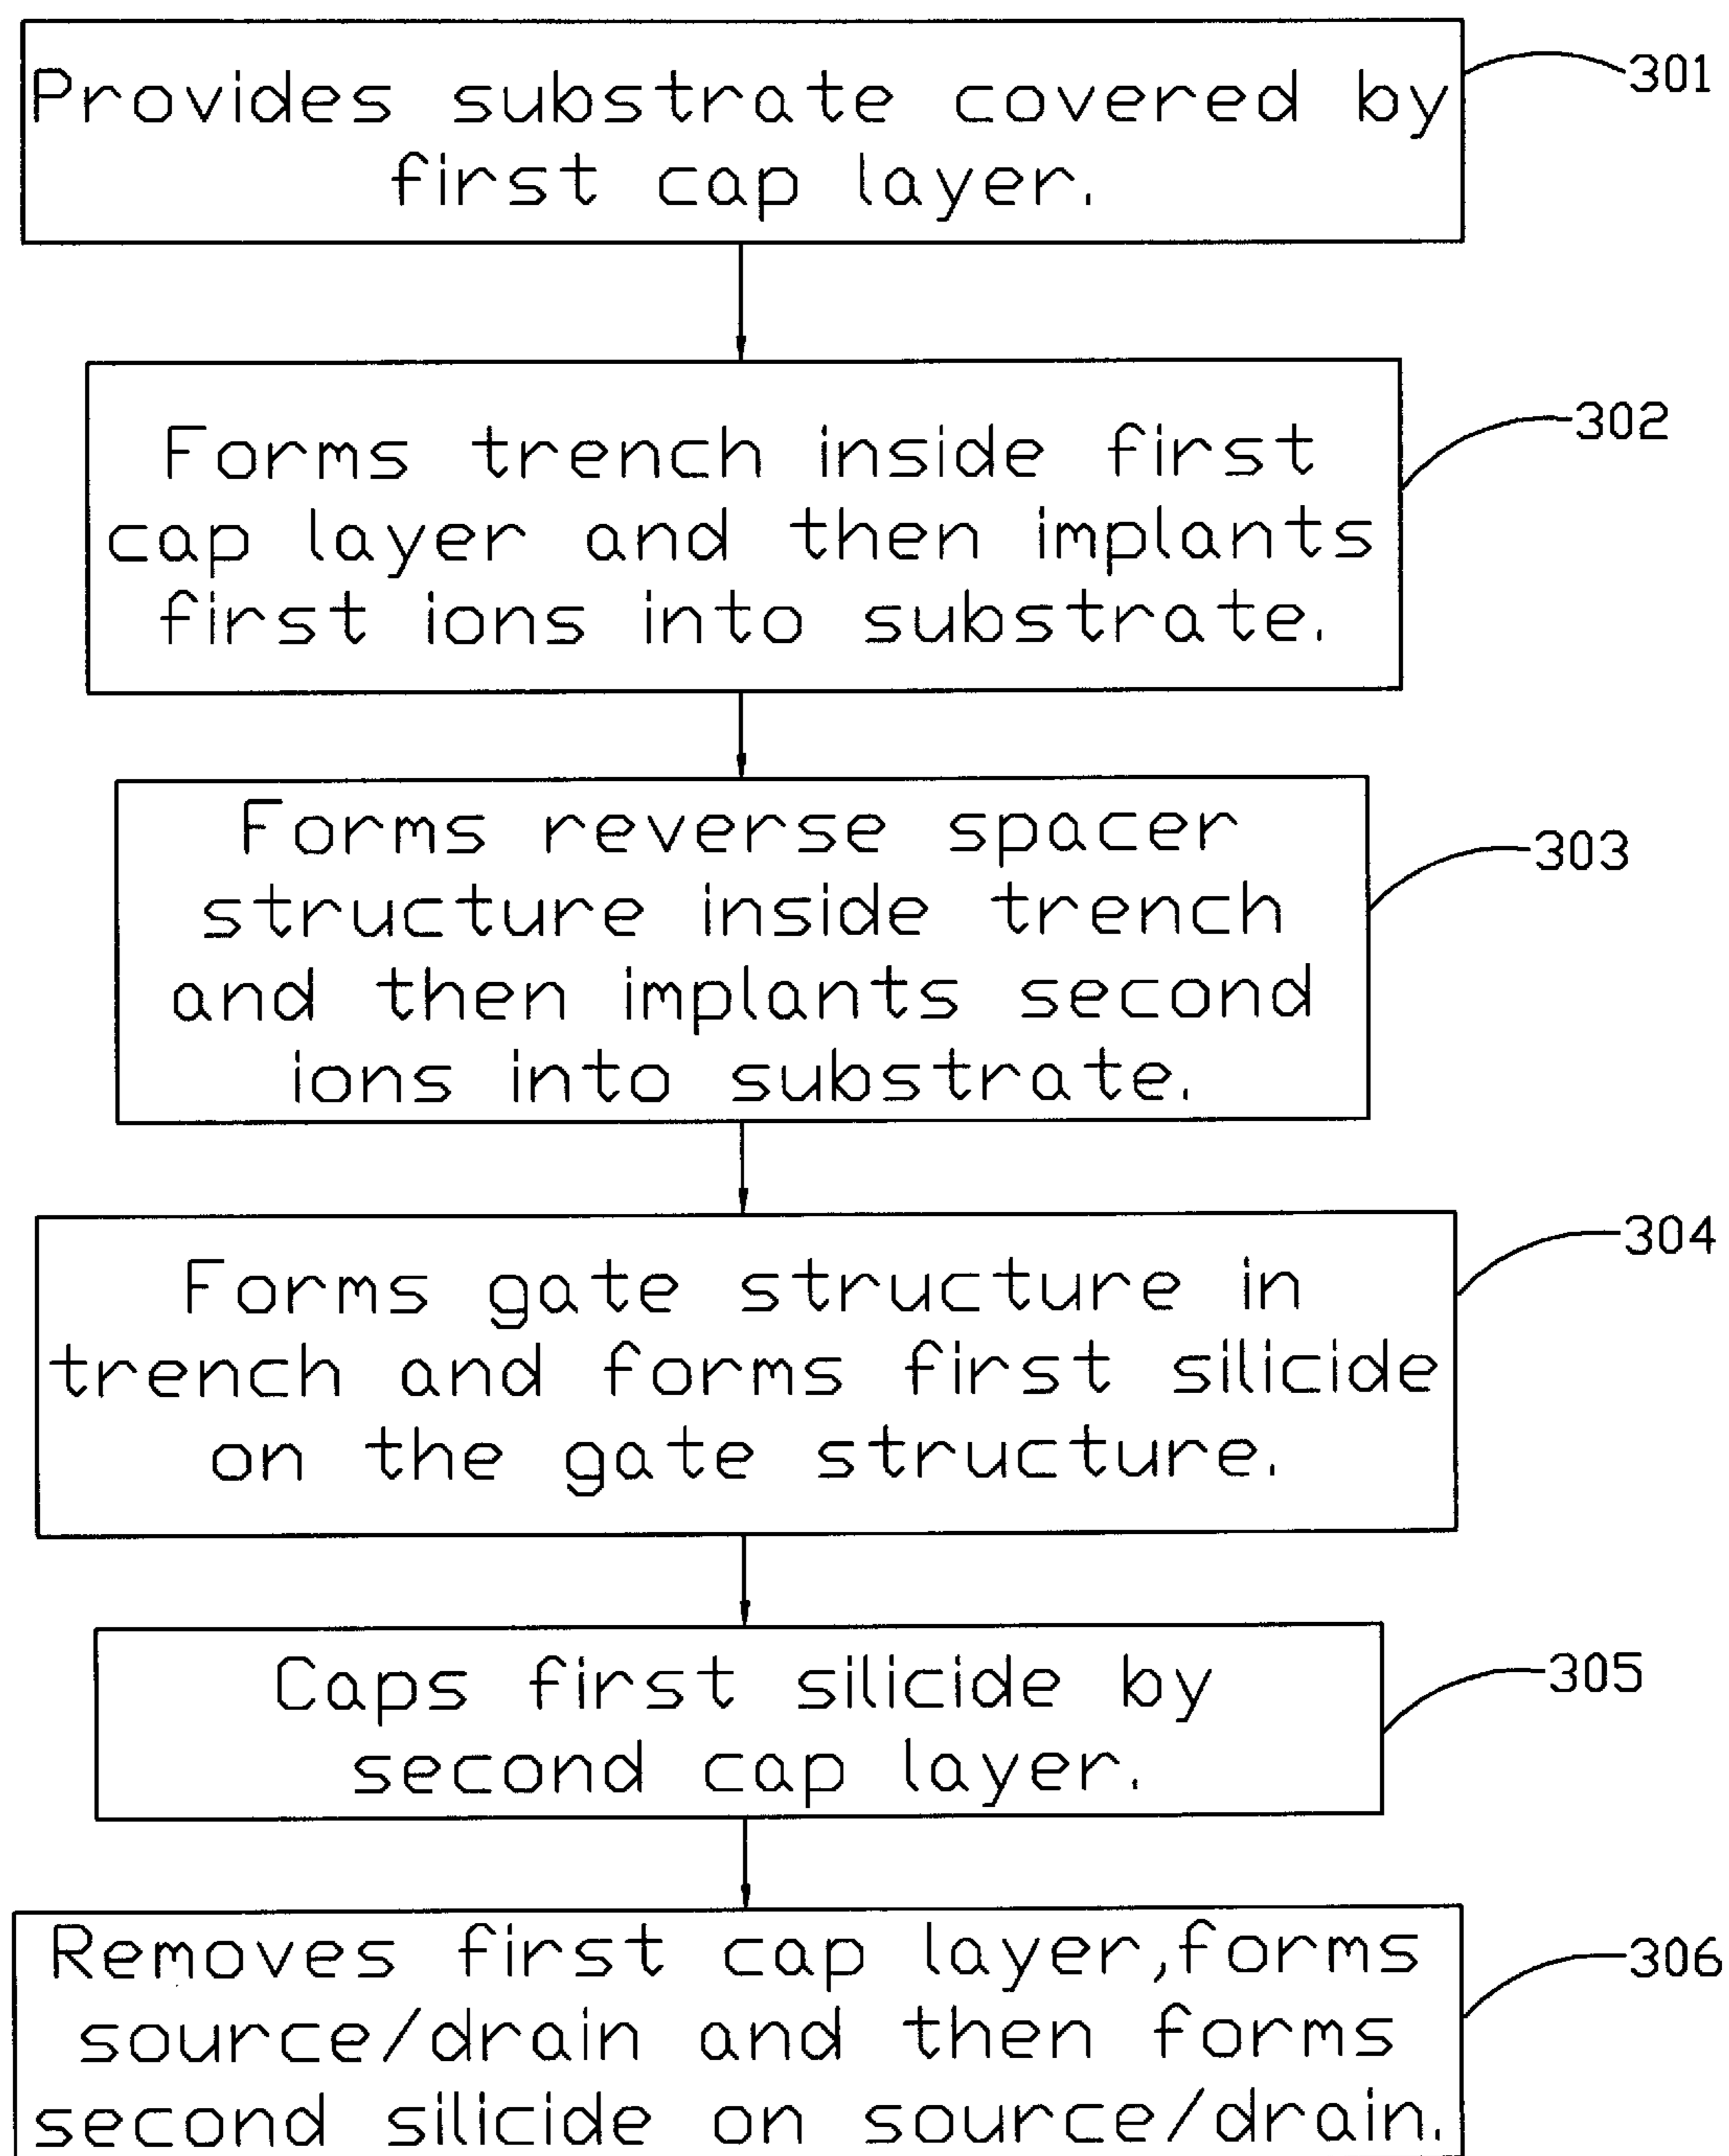 Provides substrate covered by
first cap layer.
301
Forms trench inside first
cap layer and then implants
first ions into substrate.
302
Forms reverse spacer
structure inside trench
and then implants second
ions into substrate.
303
Forms gate structure in
trench and forms first silicide
on the gate structure.
304
Caps first silicide by
second cap layer.
305
Removes first cap layer,forms
source/drain and then forms
second silicide on source/drain.
306